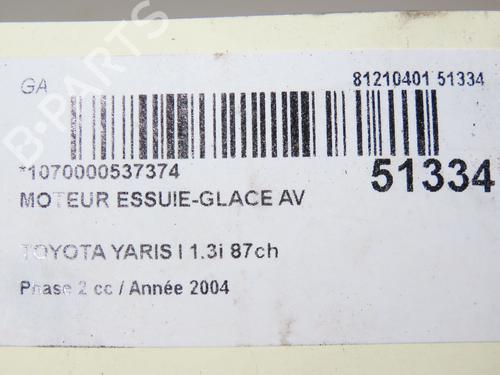 GA
81210401 51334
*1070000537374
51334
MOTEUR ESSUIE-GLACE AV
TOYOTA YARIS I 1.3i 87ch
Phase 2 cc / Année 2004
B-PARTS